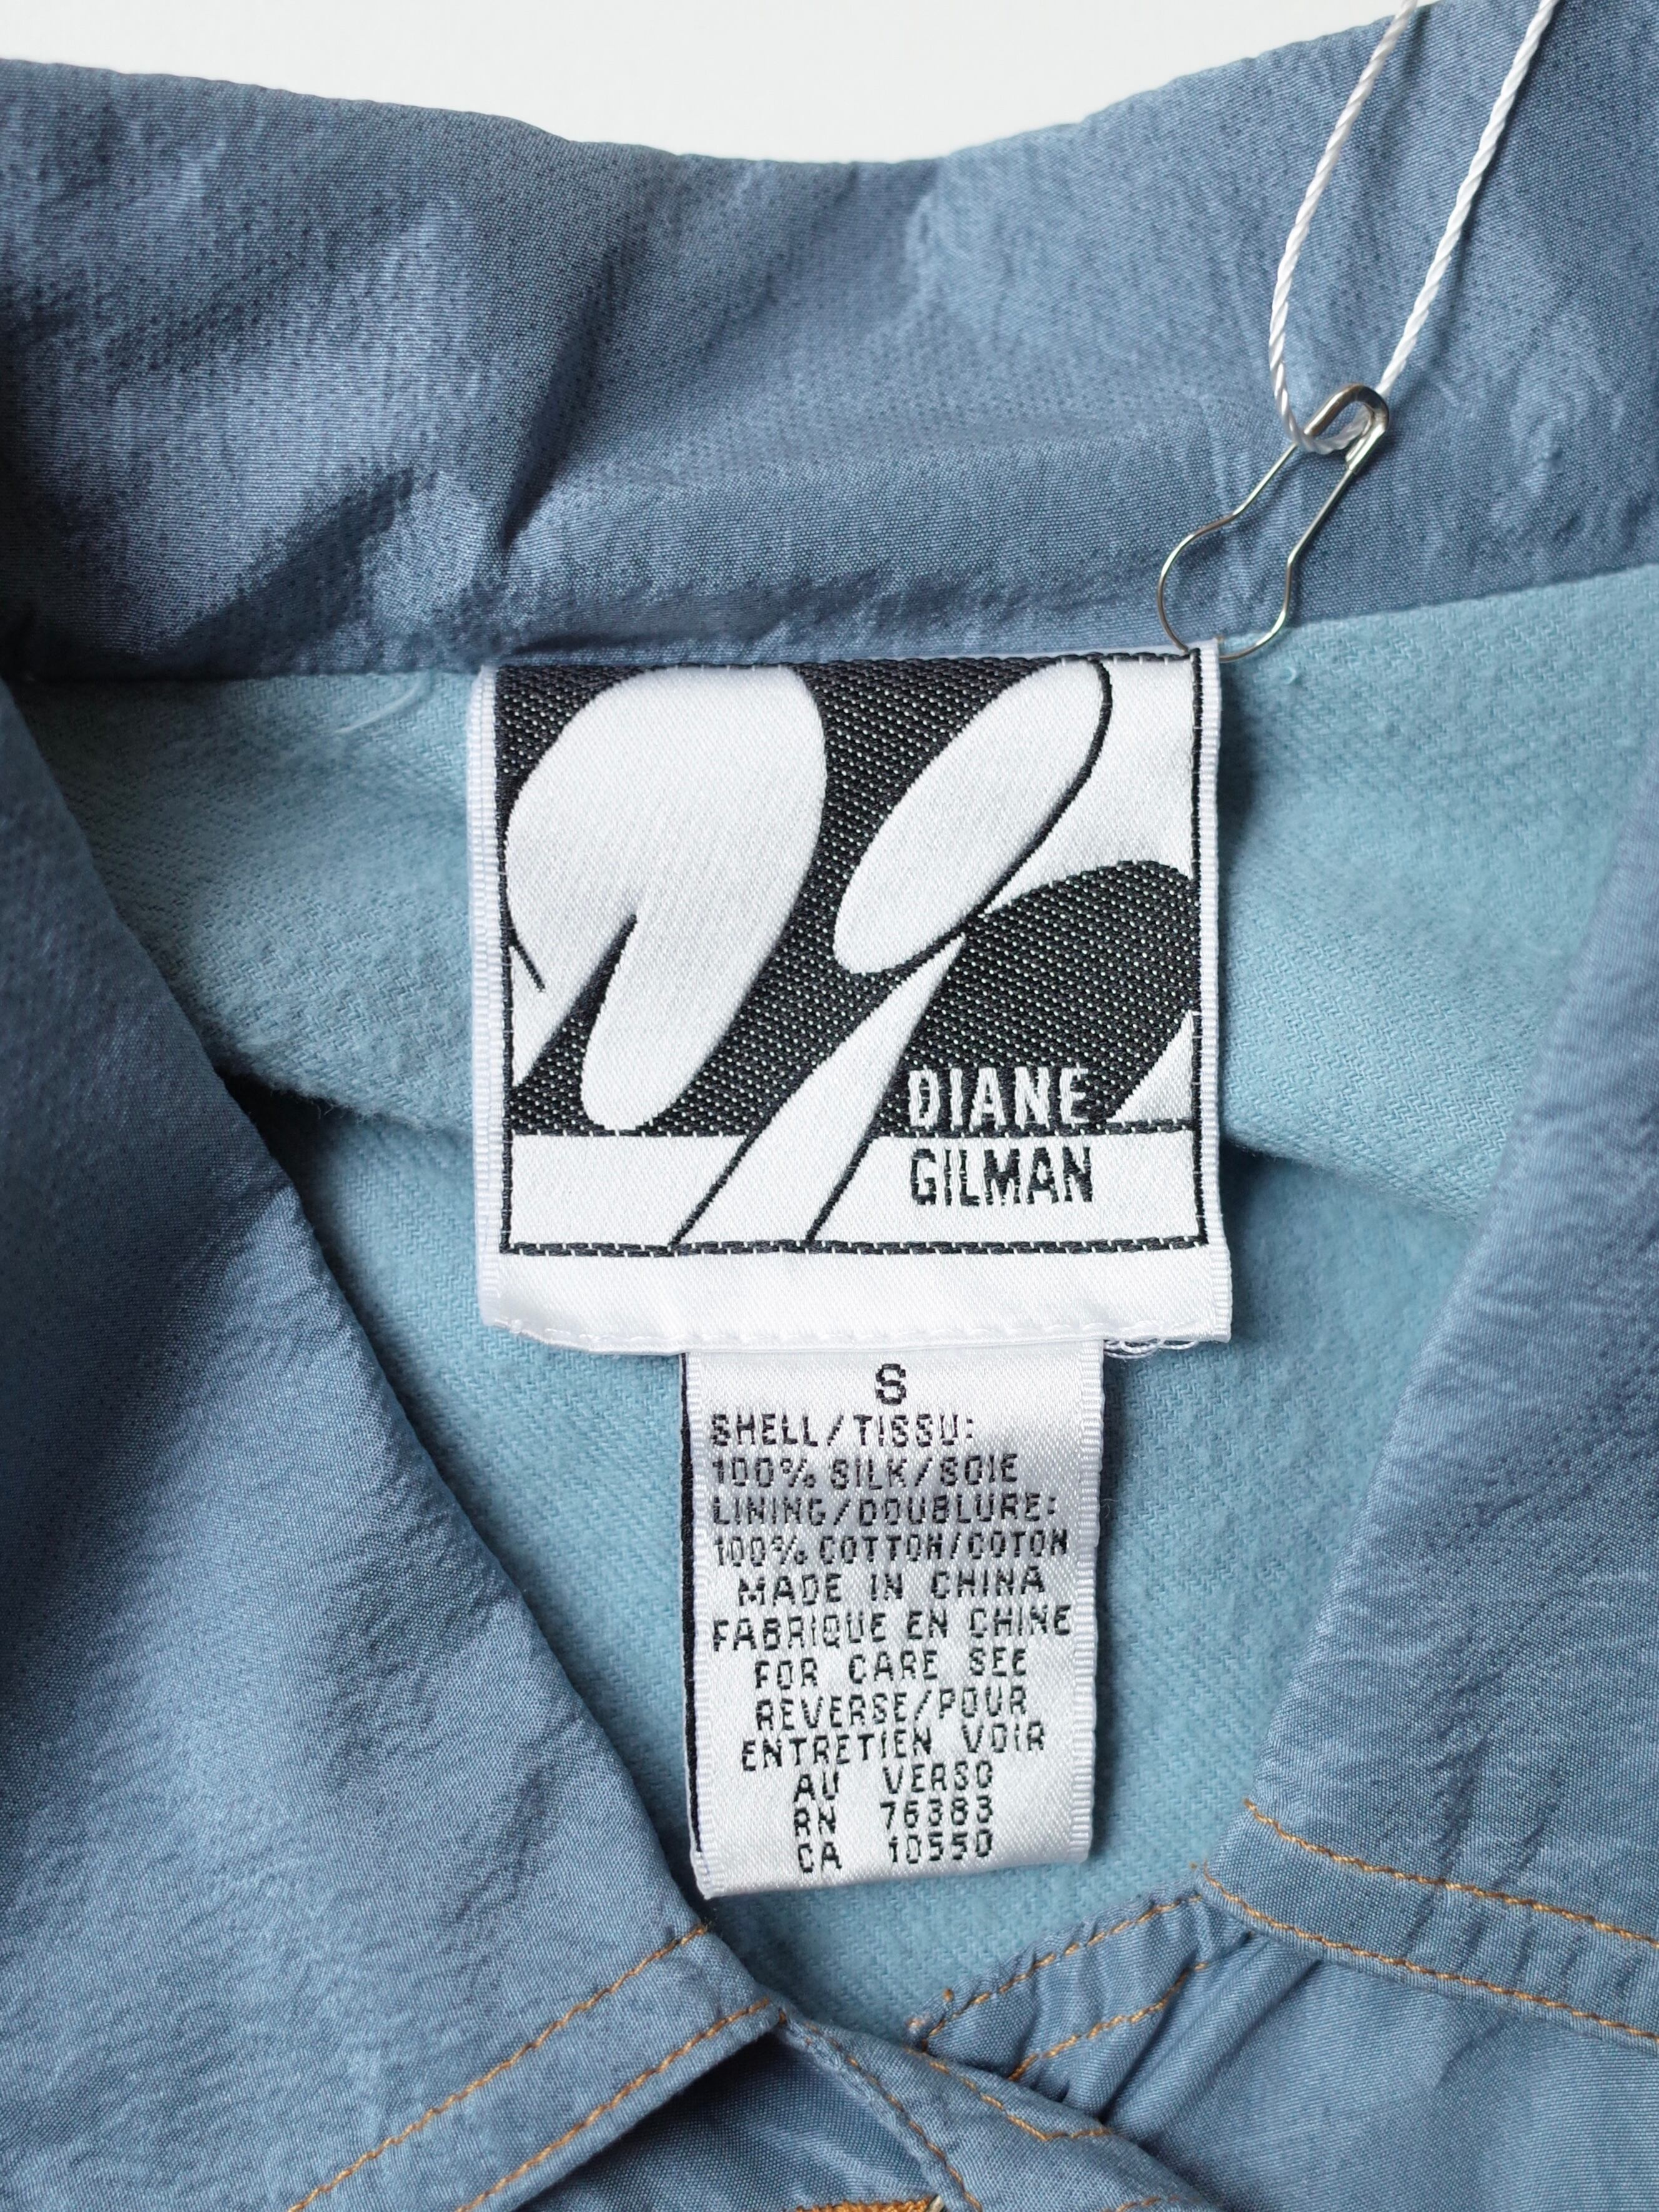 DIANE
GILMAN
S
SHELL/TISSU:
100% SILK/SOIE
LINING/DOUBLURE:
100% COTTON/COTON
MADE IN CHINA
FABRIQUE EN CHINE
FOR CARE SEE
REVERSE/POUR
ENTRETIEN VOIR
AU VERSO
RN 76383
CA 10550